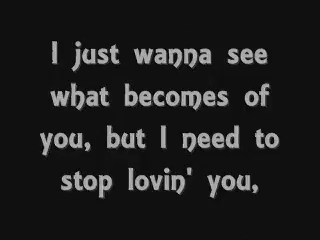 I just wanna see
what becomes of
you, but I need to
stop lovin' you,